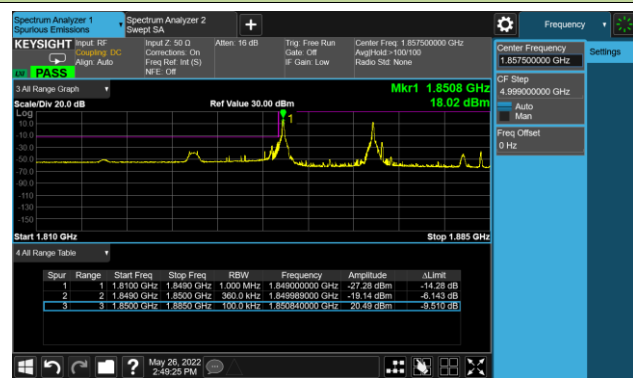 Spectrum Analyzer 1
Spurious Emissions
Spectrum Analyzer 2
Swept SA
+
Frequency
KEYSIGHT
Input: RF
Coupling: DC
Align: Auto
Input Z: 50 Ω
Corrections: On
Freq Ref: Int (S)
NFE: Off
Atten: 16 dB
Trig: Free Run
Gate: Off
IF Gain: Low
Center Freq: 1.857500000 GHz
Avg|Hold:>100/100
Radio Std: None
PASS
Center Frequency
1.857500000 GHz
Settings
CF Step
4.999000000 GHz
Auto
Man
Freq Offset
0 Hz
3 All Range Graph
Mkr1 1.8508 GHz
Scale/Div 20.0 dB
Ref Value 30.00 dBm
18.02 dBm
Log
10.0
-10.0
-30.0
-50.0
-70.0
-90.0
-110
-130
-150
1
Start 1.810 GHz
Stop 1.885 GHz
4 All Range Table
Spur Range Start Freq Stop Freq RBW Frequency Amplitude ΔLimit
1 1 1.8100 GHz 1.8490 GHz 1.000 MHz 1.849000000 GHz -27.28 dBm -14.28 dB
2 2 1.8490 GHz 1.8500 GHz 360.0 kHz 1.849989000 GHz -19.14 dBm -6.143 dB
3 3 1.8500 GHz 1.8850 GHz 100.0 kHz 1.850840000 GHz 20.49 dBm -9.510 dB
?
May 26, 2022
2:49:25 PM